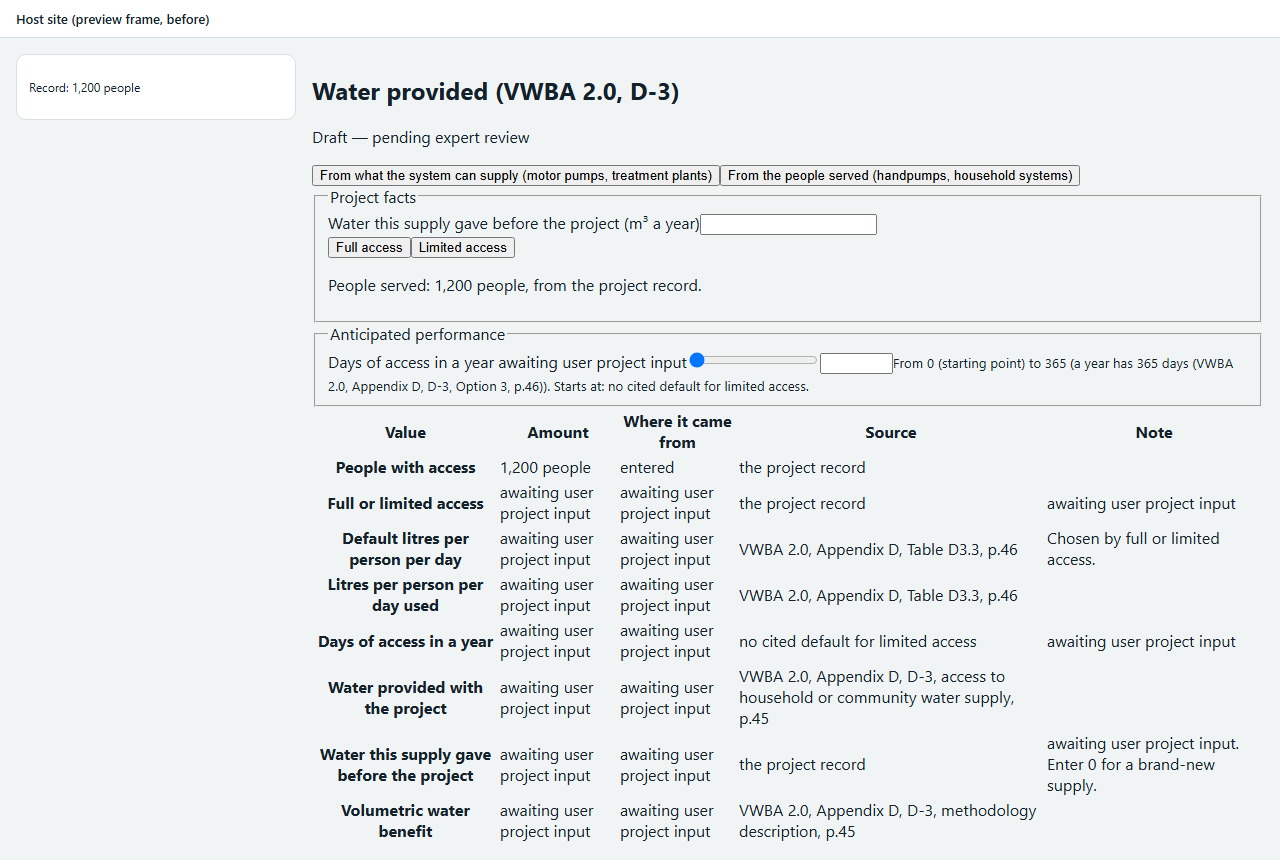 Host site (preview frame, before)
Record: 1,200 people
Water provided (VWBA 2.0, D-3)
Draft — pending expert review
From what the system can supply (motor pumps, treatment plants) From the people served (handpumps, household systems)
Project facts
Water this supply gave before the project (m³ a year)
Full access Limited access
People served: 1,200 people, from the project record.
Anticipated performance
Days of access in a year awaiting user project input From 0 (starting point) to 365 (a year has 365 days (VWBA
2.0, Appendix D, D-3, Option 3, p.46)). Starts at: no cited default for limited access.
Value Amount Where it came from Source Note
People with access 1,200 people entered the project record
Full or limited access awaiting user project input awaiting user project input the project record awaiting user project input
Default litres per person per day awaiting user project input awaiting user project input VWBA 2.0, Appendix D, Table D3.3, p.46 Chosen by full or limited access.
Litres per person per day used awaiting user project input awaiting user project input VWBA 2.0, Appendix D, Table D3.3, p.46
Days of access in a year awaiting user project input awaiting user project input no cited default for limited access awaiting user project input
Water provided with the project awaiting user project input awaiting user project input VWBA 2.0, Appendix D, D-3, access to household or community water supply, p.45
Water this supply gave before the project awaiting user project input awaiting user project input the project record awaiting user project input. Enter 0 for a brand-new supply.
Volumetric water benefit awaiting user project input awaiting user project input VWBA 2.0, Appendix D, D-3, methodology description, p.45